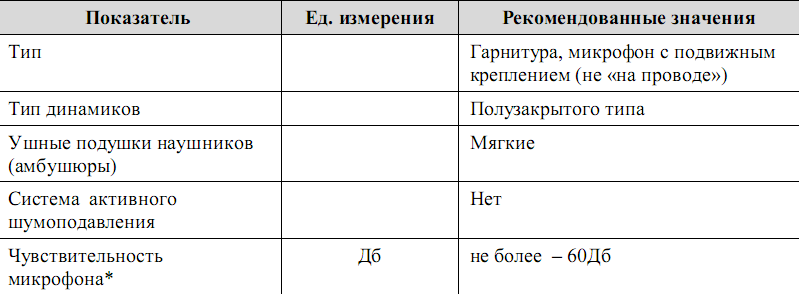 Показатель Ед. измерения Рекомендованные значения
Тип Гарнитура, микрофон с подвижным
креплением (не «на проводе»)
Тип динамиков Полузакрытого типа
Ушные подушки наушников Мягкие
(амбушюры)
Система активного Нет
шумоподавления
Чувствительность Дб не более – 60Дб
микрофона*